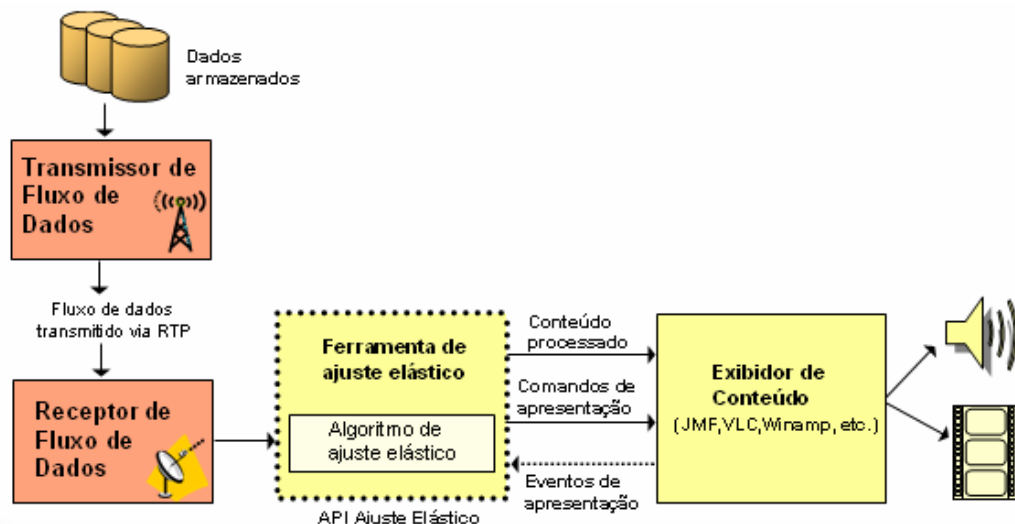 Dados
armazenados
Transmissor de
Fluxo de
Dados
Fluxo de dados
transmitido via RTP
Receptor de
Fluxo de
Dados
Ferramenta de
ajuste elástico
Algoritmo de
ajuste elástico
API Ajuste Elástico
Conteúdo
processado
Comandos de
apresentação
Eventos de
apresentação
Exibidor de
Conteúdo
(JMF,VLC,Winamp, etc.)